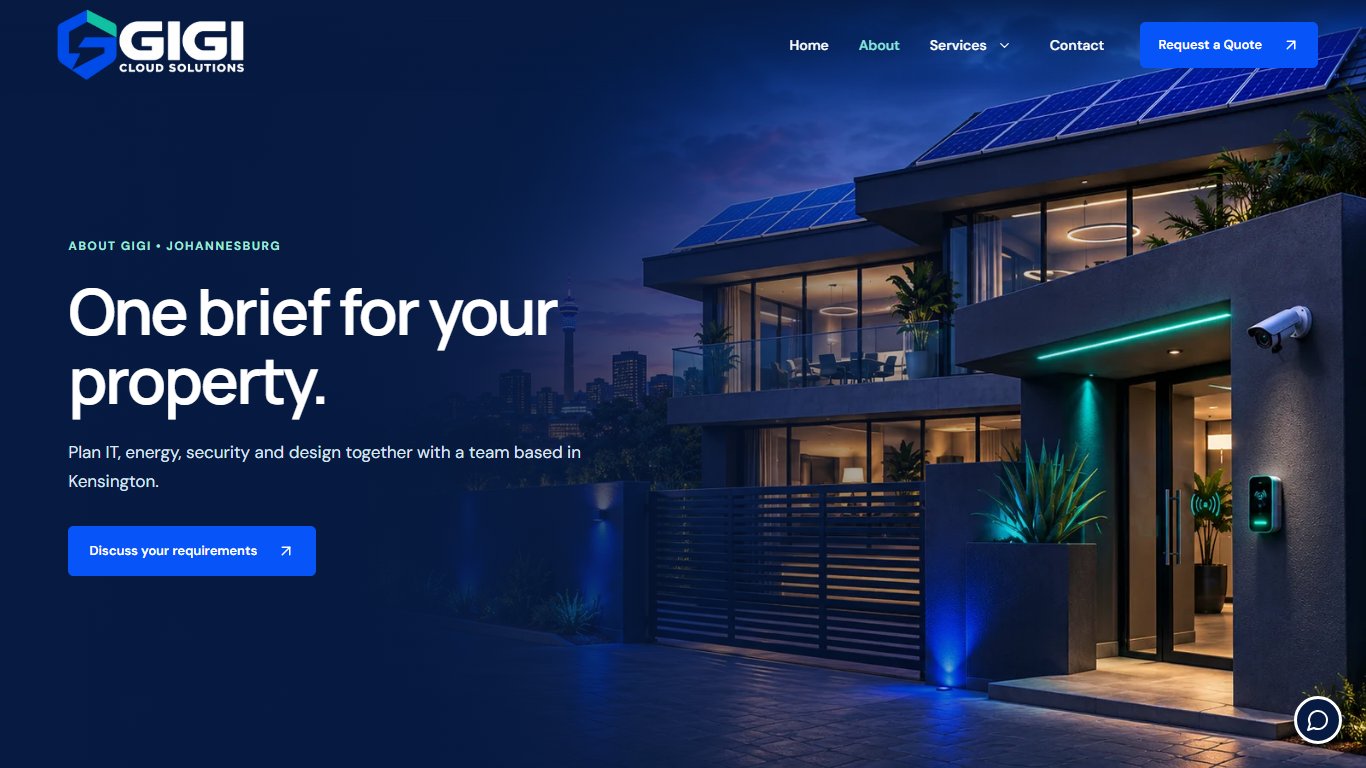 GIGI
CLOUD SOLUTIONS
Home
About
Services
Contact
Request a Quote
ABOUT GIGI • JOHANNESBURG
One brief for your
property.
Plan IT, energy, security and design together with a team based in
Kensington.
Discuss your requirements